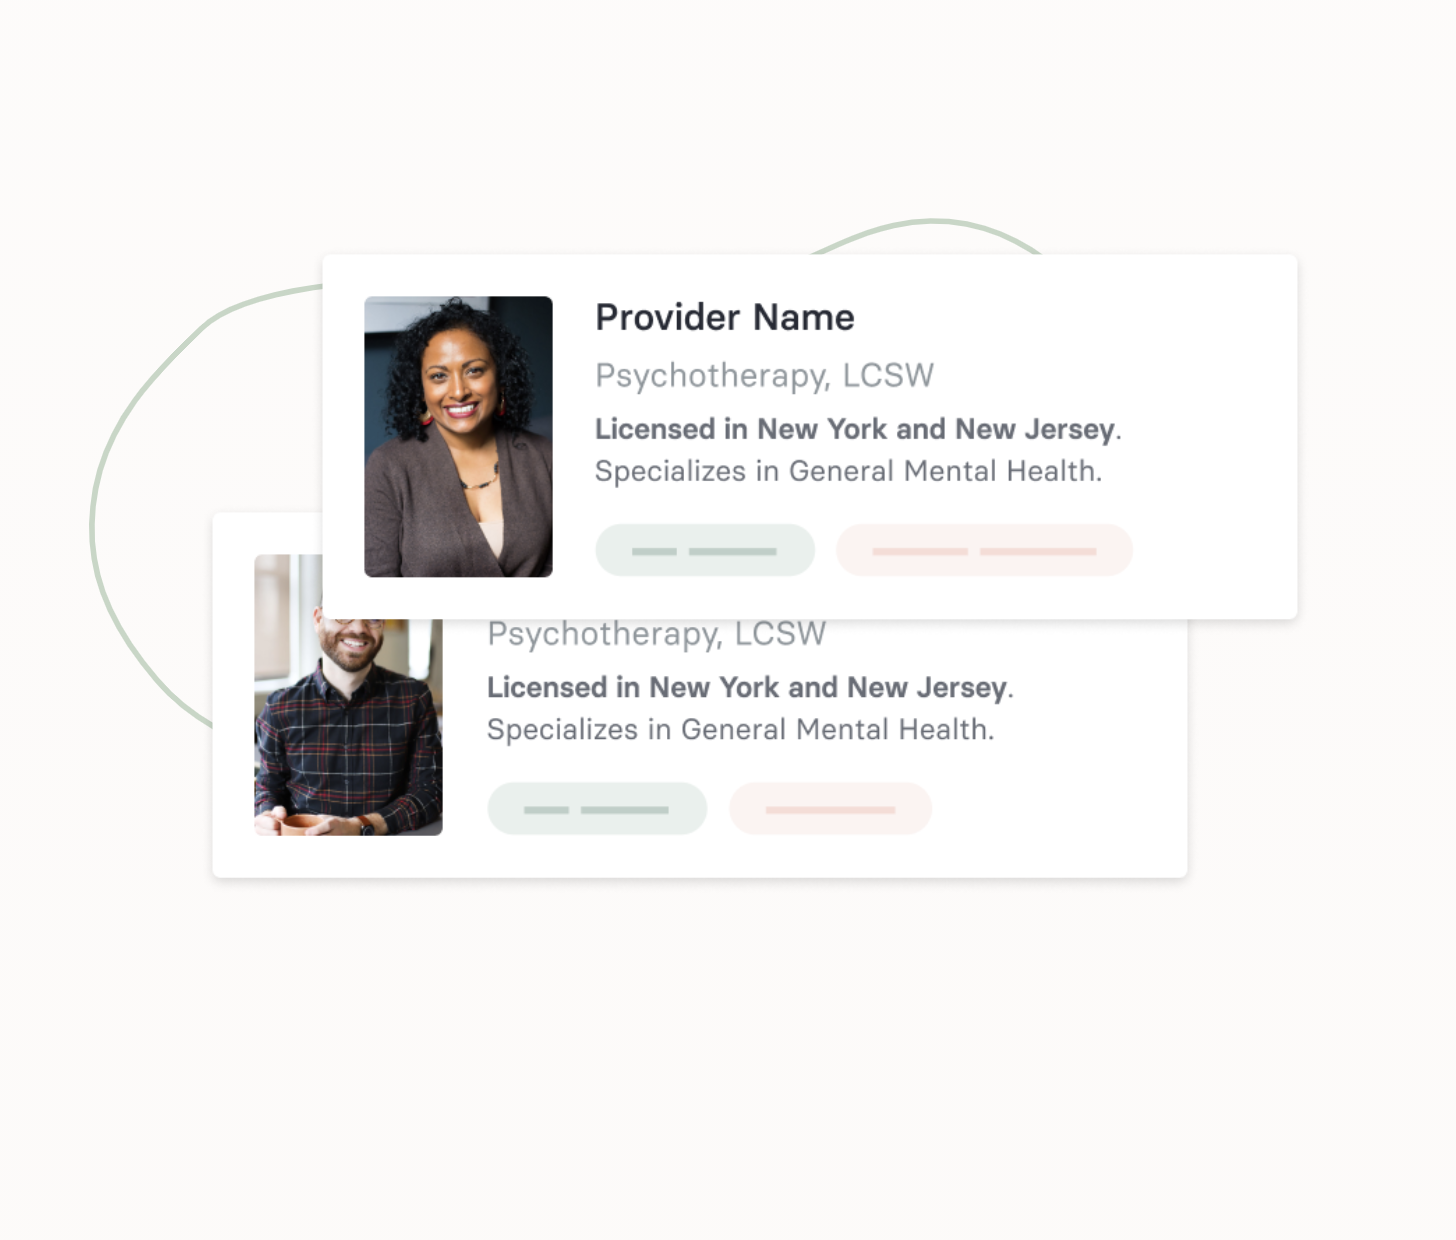 Provider Name
Psychotherapy, LCSW
Licensed in New York and New Jersey.
Specializes in General Mental Health.
Psychotherapy, LCSW
Licensed in New York and New Jersey.
Specializes in General Mental Health.